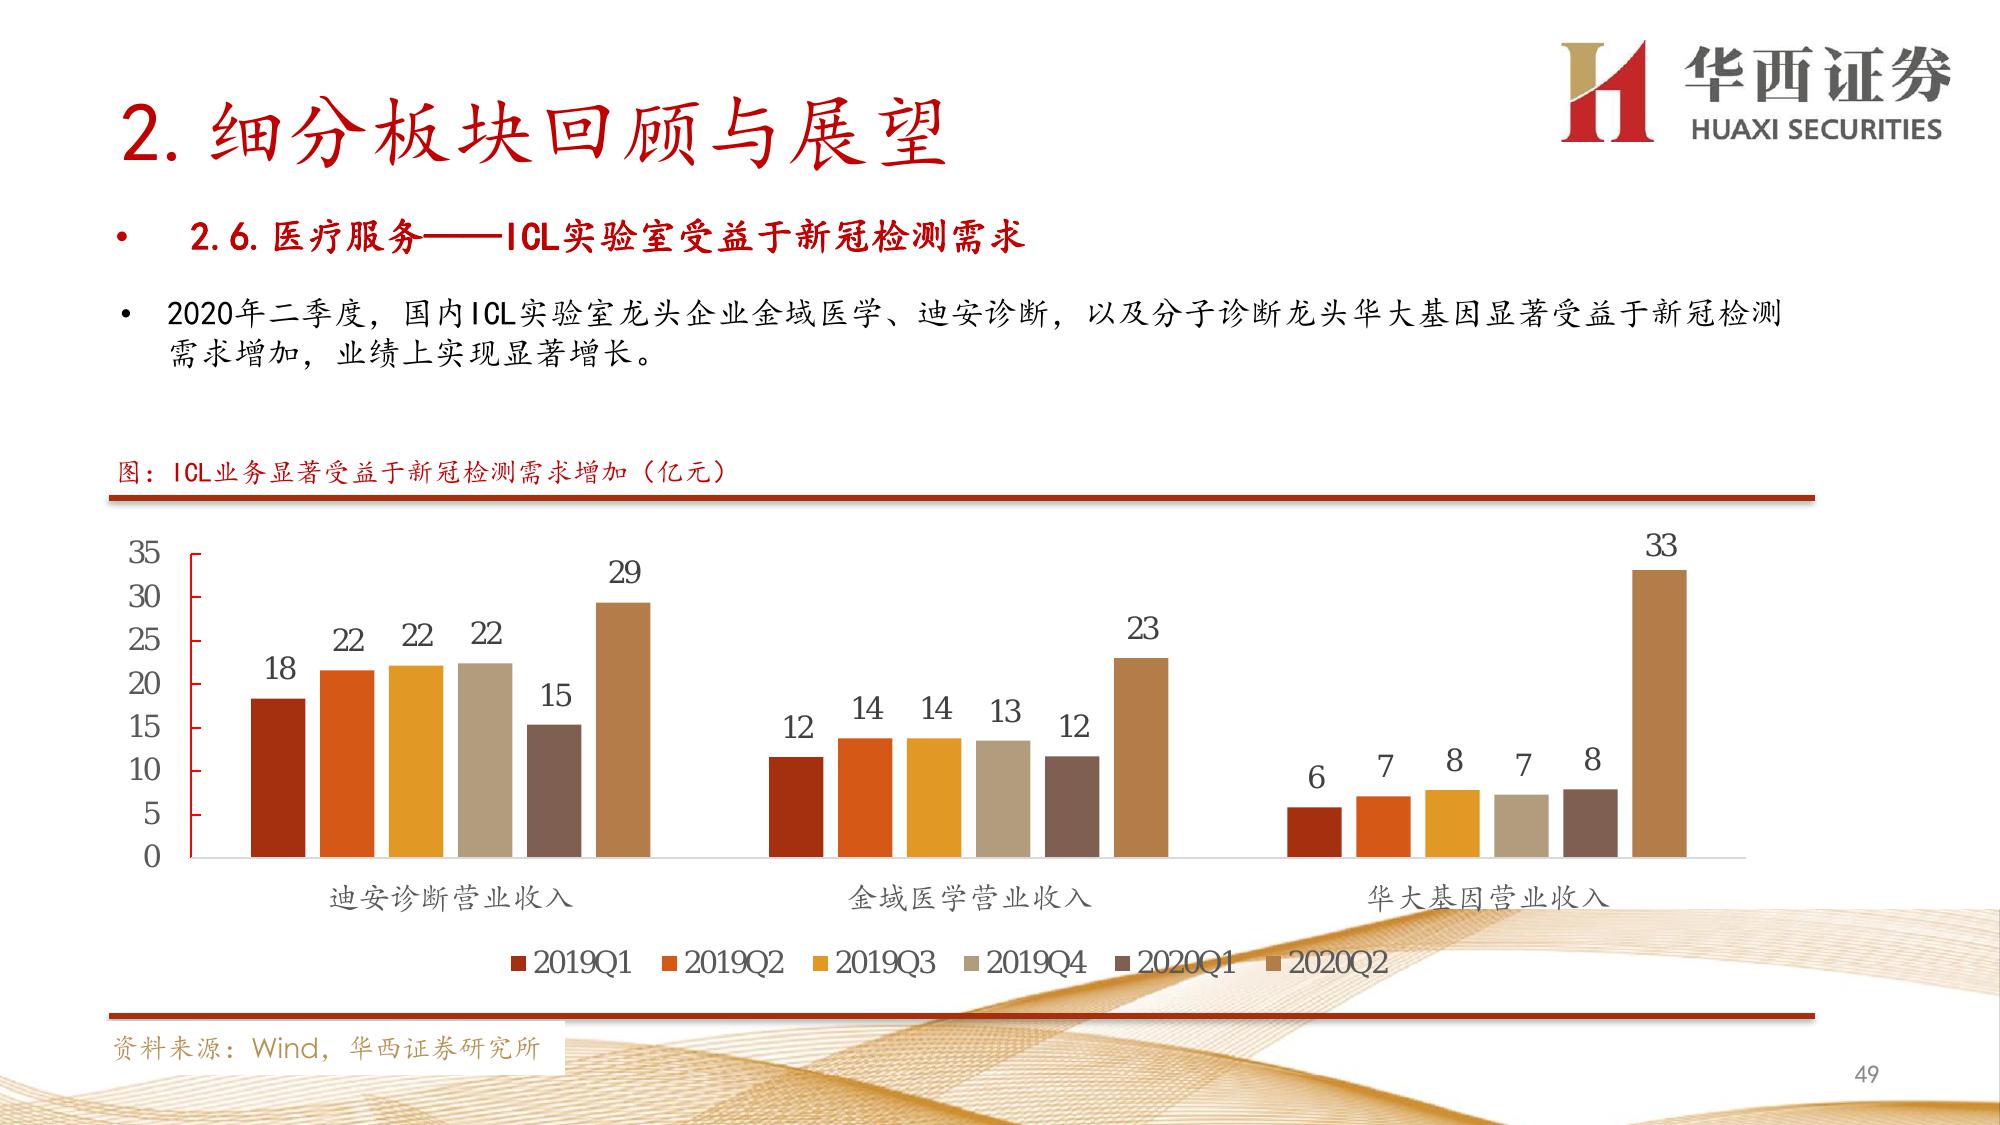 华西证券
HUAXI SECURITIES
2. 细分板块回顾与展望
• 2.6. 医疗服务——ICL实验室受益于新冠检测需求
• 2020年二季度，国内ICL实验室龙头企业金域医学、迪安诊断，以及分子诊断龙头华大基因显著受益于新冠检测
需求增加，业绩上实现显著增长。
图：ICL业务显著受益于新冠检测需求增加（亿元）
35
30
25
20
15
10
5
0
18 22 22 22 15 29
12 14 14 13 12 23
6 7 8 7 8 33
迪安诊断营业收入 金域医学营业收入 华大基因营业收入
2019Q1 2019Q2 2019Q3 2019Q4 2020Q1 2020Q2
资料来源：Wind，华西证券研究所
49